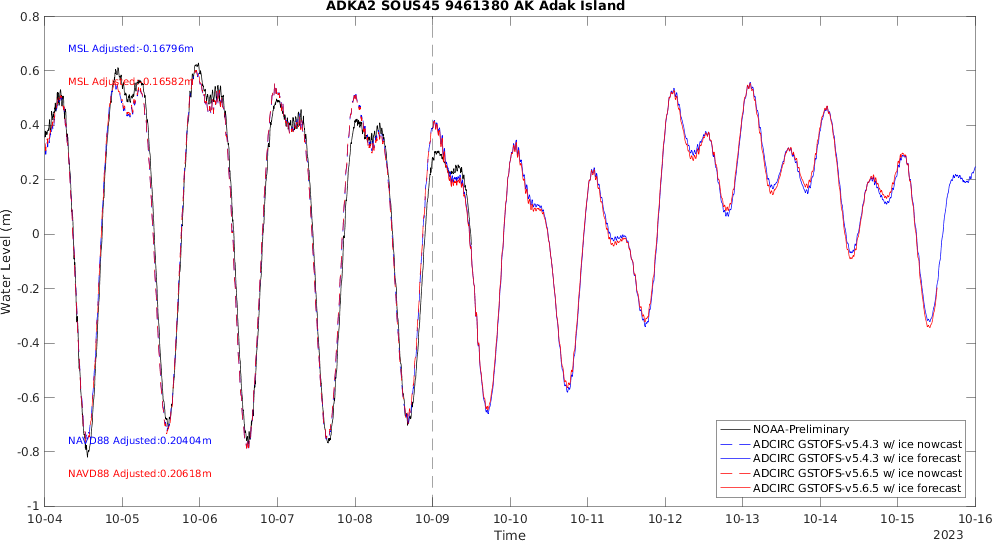 ADKA2 SOUS45 9461380 AK Adak Island
0.8
0.6
0.4
0.2
0
-0.2
-0.4
-0.6
-0.8
-1
Water Level (m)
MSL Adjusted:-0.16796m
MSL Adjusted:-0.16582m
NAVD88 Adjusted:0.20404m
NAVD88 Adjusted:0.20618m
NOAA-Preliminary
ADCIRC GSTOFS-v5.4.3 w/ ice nowcast
ADCIRC GSTOFS-v5.4.3 w/ ice forecast
ADCIRC GSTOFS-v5.6.5 w/ ice nowcast
ADCIRC GSTOFS-v5.6.5 w/ ice forecast
10-04 10-05 10-06 10-07 10-08 10-09 10-10 10-11 10-12 10-13 10-14 10-15 10-16
Time
2023